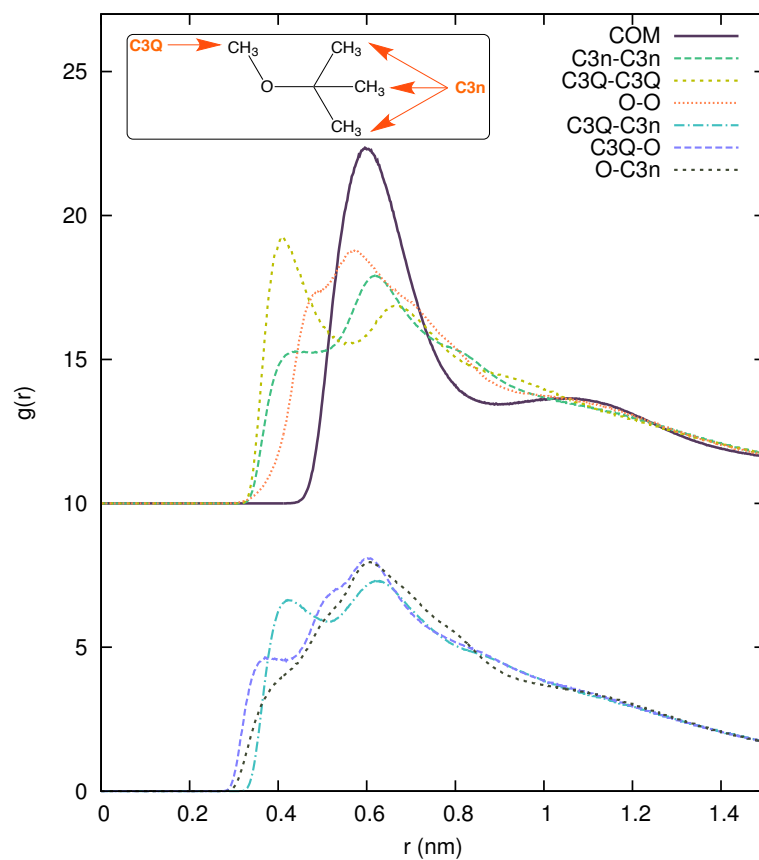 C3Q
CH₃
CH₃
O
CH₃
CH₃
C3n
COM
C3n-C3n
C3Q-C3Q
O-O
C3Q-C3n
C3Q-O
O-C3n
25
20
15
10
5
0
g(r)
0 0.2 0.4 0.6 0.8 1 1.2 1.4
r (nm)